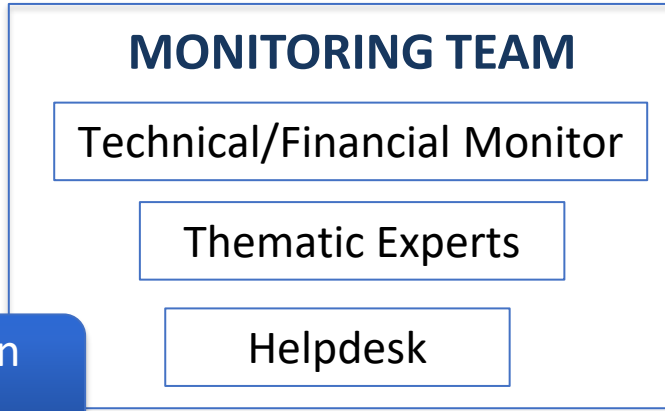 MONITORING TEAM
Technical/Financial Monitor
Thematic Experts
Helpdesk